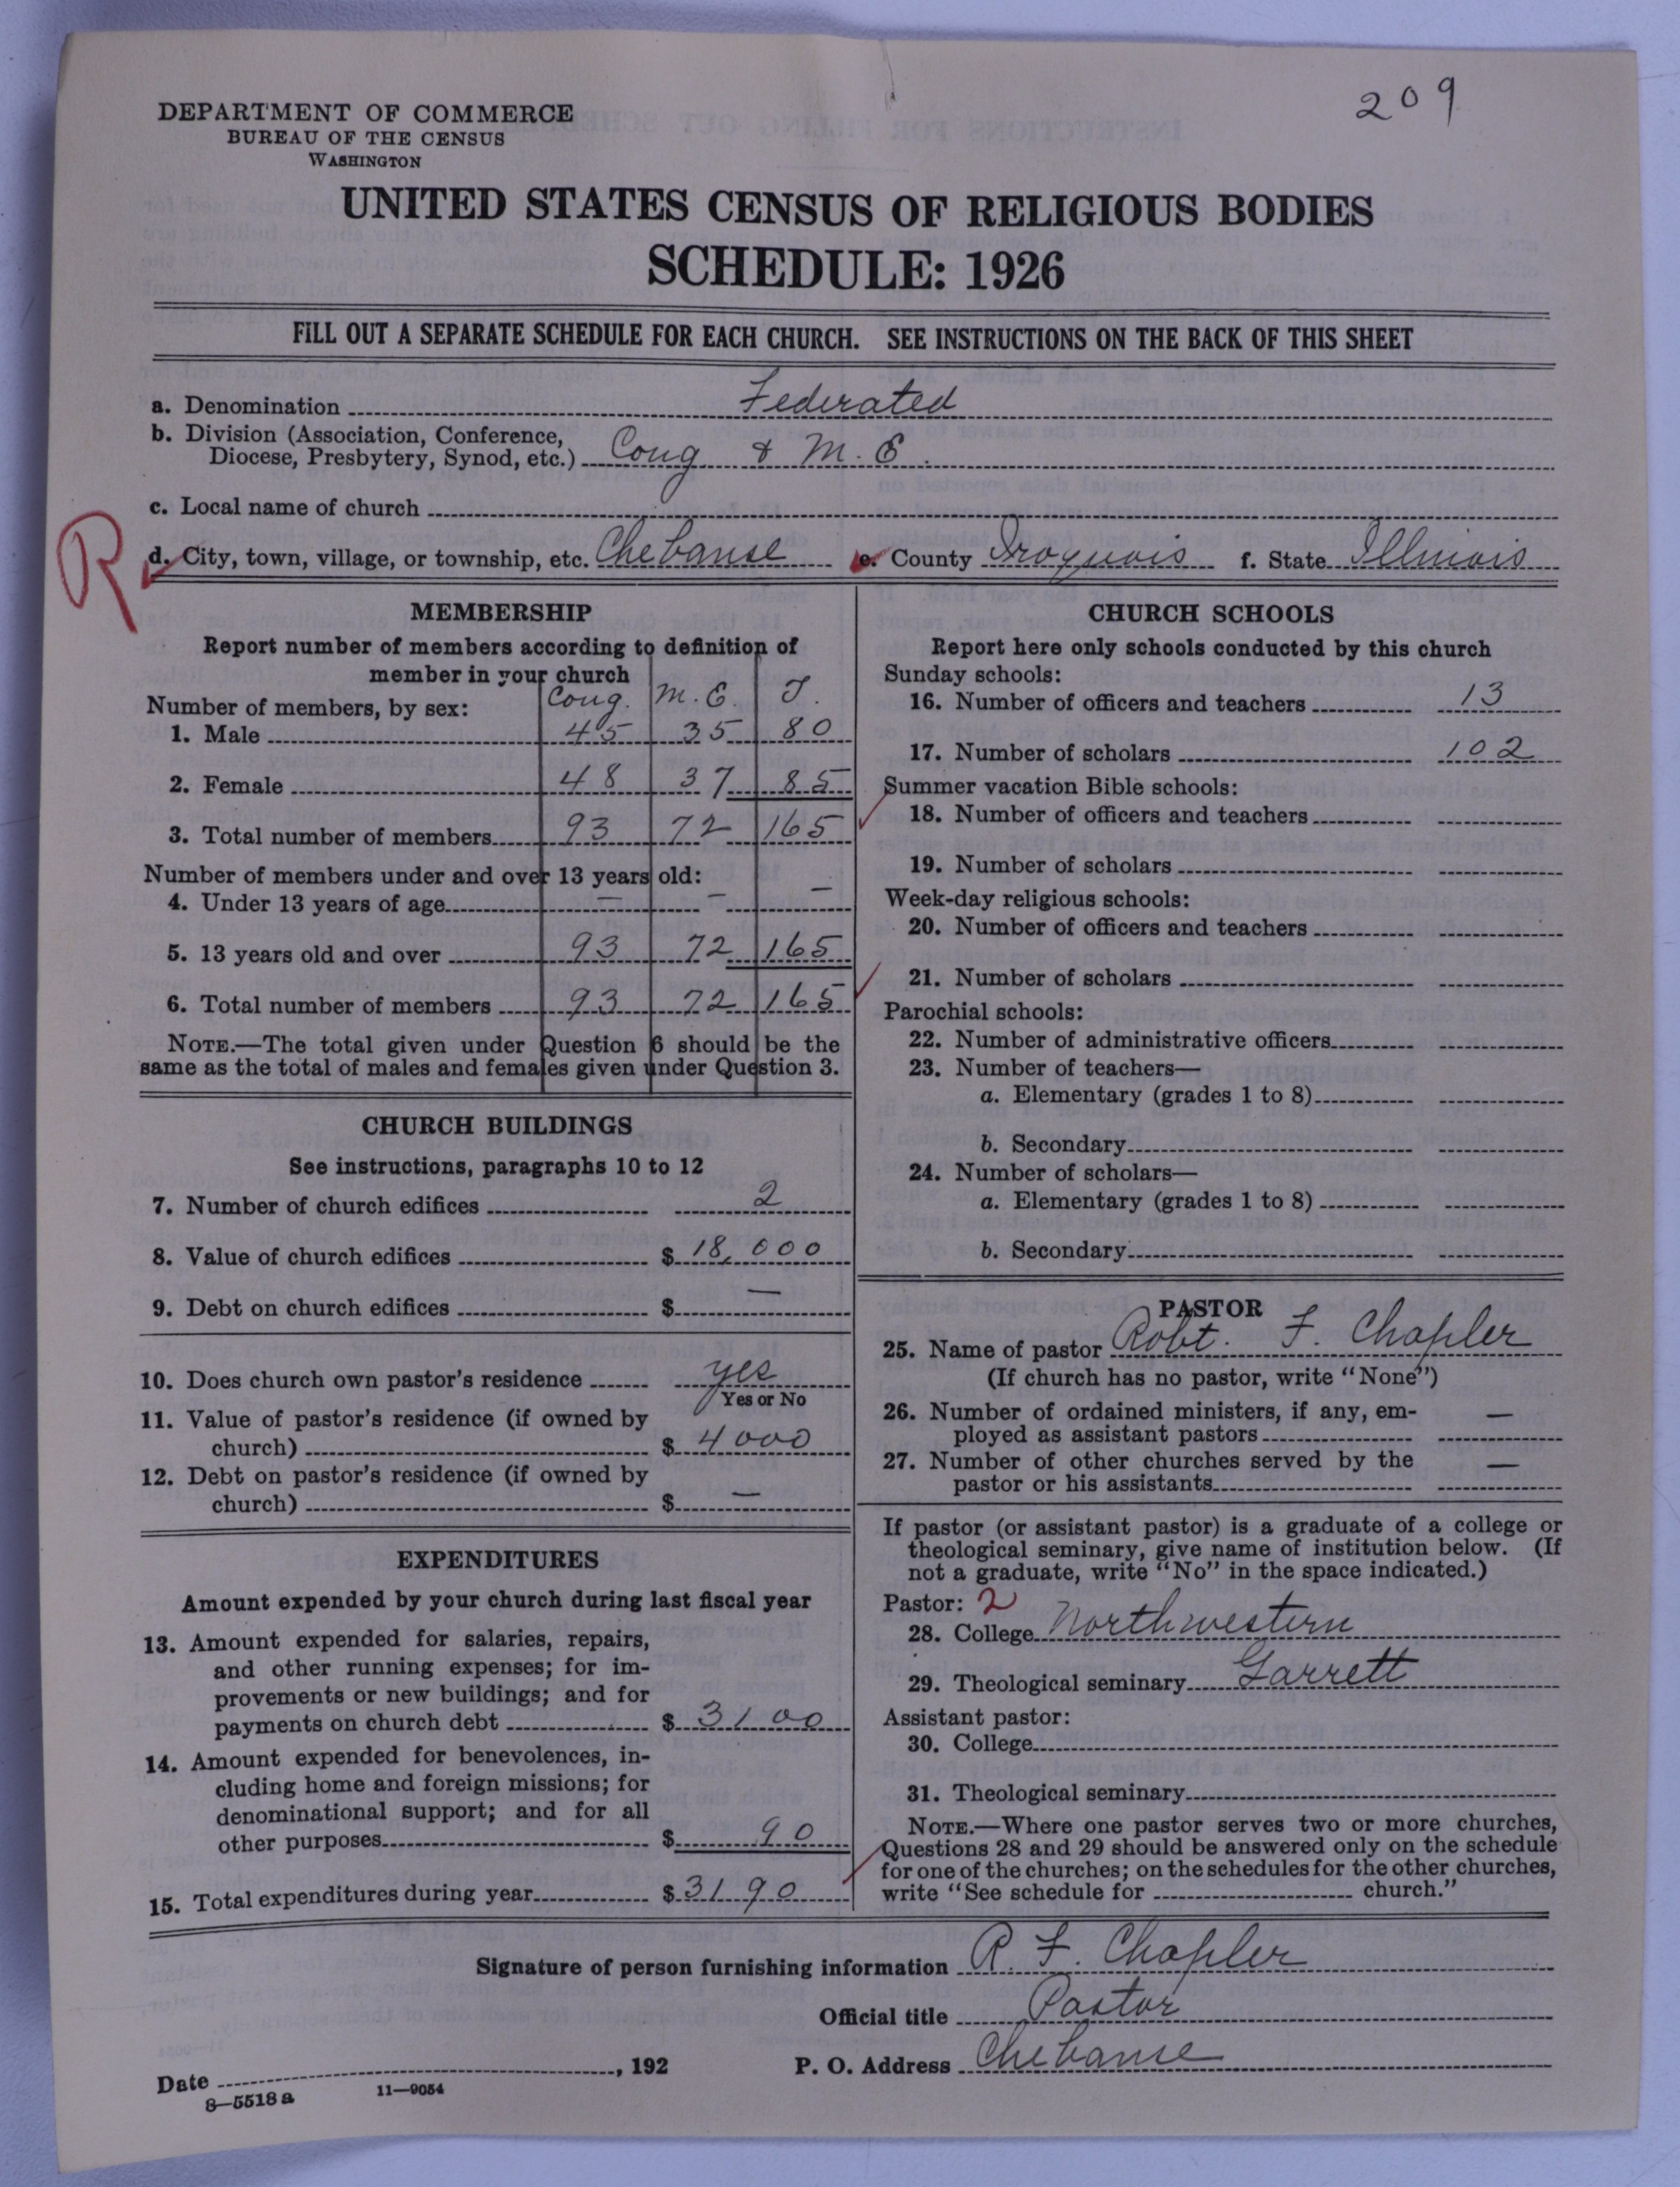 209
DEPARTMENT OF COMMERCE
BUREAU OF THE CENSUS
WASHINGTON
UNITED STATES CENSUS OF RELIGIOUS BODIES
SCHEDULE: 1926
FILL OUT A SEPARATE SCHEDULE FOR EACH CHURCH. SEE INSTRUCTIONS ON THE BACK OF THIS SHEET
a. Denomination Federated
b. Division (Association, Conference,
Diocese, Presbytery, Synod, etc.) Cong & M. E.
c. Local name of church
R
d. City, town, village, or township, etc. Chebanse e. County Iroquois f. State Illinois
MEMBERSHIP
Report number of members according to definition of
member in your church
Number of members, by sex: Cong. M. E. T.
1. Male 45 35 80
2. Female 48 37 85
3. Total number of members 93 72 165
Number of members under and over 13 years old:
4. Under 13 years of age — — —
5. 13 years old and over 93 72 165
6. Total number of members 93 72 165
NOTE.—The total given under Question 6 should be the
same as the total of males and females given under Question 3.
CHURCH BUILDINGS
See instructions, paragraphs 10 to 12
7. Number of church edifices 2
8. Value of church edifices $ 18,000
9. Debt on church edifices $ —
10. Does church own pastor's residence yes
Yes or No
11. Value of pastor's residence (if owned by
church) $ 4000
12. Debt on pastor's residence (if owned by
church) $ —
EXPENDITURES
Amount expended by your church during last fiscal year
13. Amount expended for salaries, repairs,
and other running expenses; for im-
provements or new buildings; and for
payments on church debt $ 3100
14. Amount expended for benevolences, in-
cluding home and foreign missions; for
denominational support; and for all
other purposes $ 90
15. Total expenditures during year $ 3190
CHURCH SCHOOLS
Report here only schools conducted by this church
Sunday schools:
16. Number of officers and teachers 13
17. Number of scholars 102
Summer vacation Bible schools:
18. Number of officers and teachers
19. Number of scholars
Week-day religious schools:
20. Number of officers and teachers
21. Number of scholars
Parochial schools:
22. Number of administrative officers
23. Number of teachers—
a. Elementary (grades 1 to 8)
b. Secondary
24. Number of scholars—
a. Elementary (grades 1 to 8)
b. Secondary
PASTOR
25. Name of pastor Robt. F. Chapler
(If church has no pastor, write "None")
26. Number of ordained ministers, if any, em-
ployed as assistant pastors —
27. Number of other churches served by the
pastor or his assistants —
If pastor (or assistant pastor) is a graduate of a college or
theological seminary, give name of institution below. (If
not a graduate, write "No" in the space indicated.)
Pastor: 2
28. College Northwestern
29. Theological seminary Garrett
Assistant pastor:
30. College
31. Theological seminary
NOTE.—Where one pastor serves two or more churches,
Questions 28 and 29 should be answered only on the schedule
for one of the churches; on the schedules for the other churches,
write "See schedule for church."
Signature of person furnishing information R. F. Chapler
Official title Pastor
Date , 192 P. O. Address Chebanse
8—5518a 11—9054